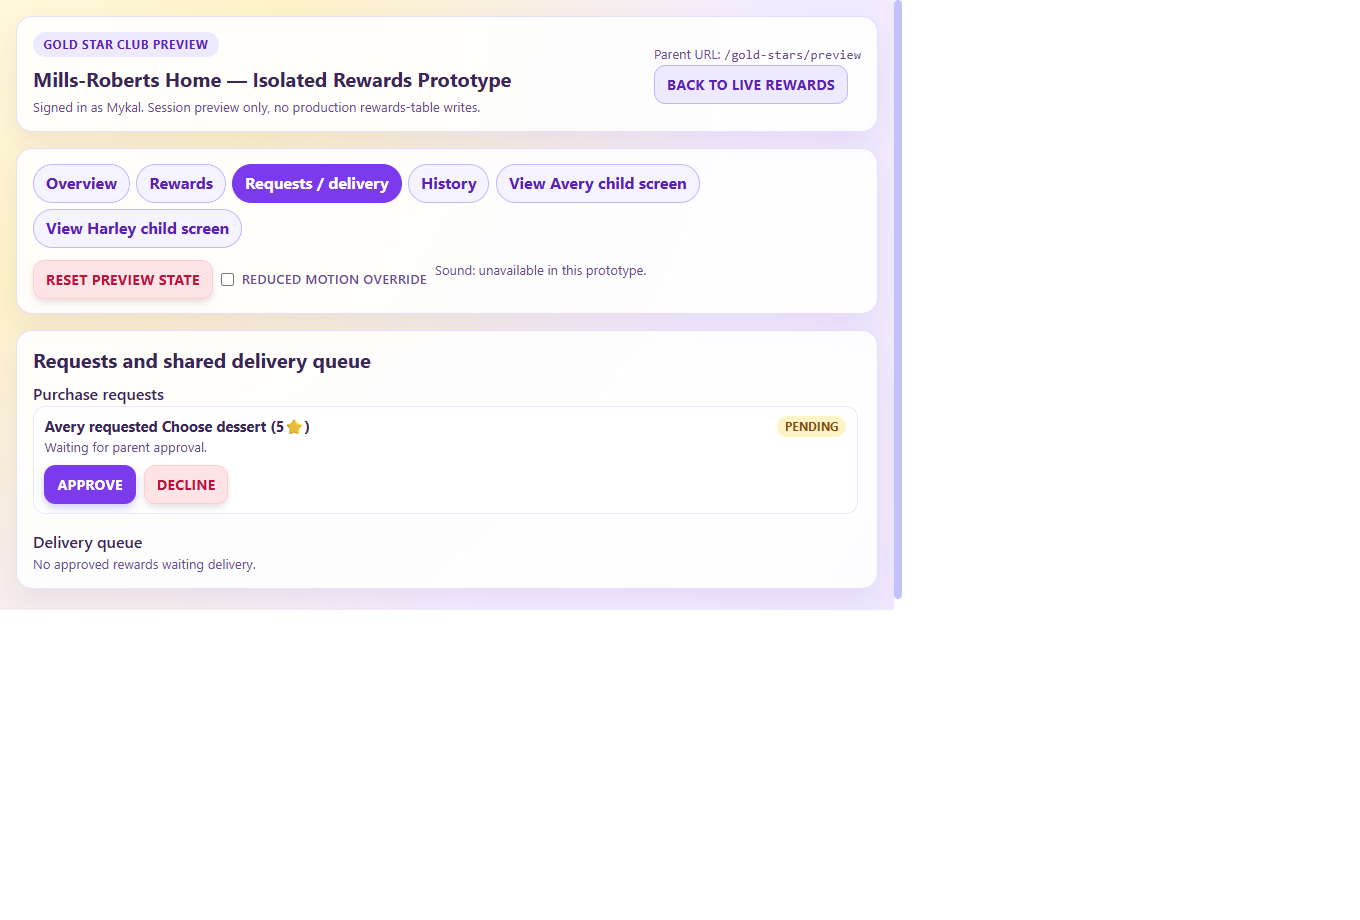 GOLD STAR CLUB PREVIEW
Mills-Roberts Home — Isolated Rewards Prototype
Signed in as Mykal. Session preview only, no production rewards-table writes.
Parent URL: /gold-stars/preview
BACK TO LIVE REWARDS
Overview
Rewards
Requests / delivery
History
View Avery child screen
View Harley child screen
RESET PREVIEW STATE
REDUCED MOTION OVERRIDE
Sound: unavailable in this prototype.
Requests and shared delivery queue
Purchase requests
Avery requested Choose dessert (5⭐)
PENDING
Waiting for parent approval.
APPROVE
DECLINE
Delivery queue
No approved rewards waiting delivery.